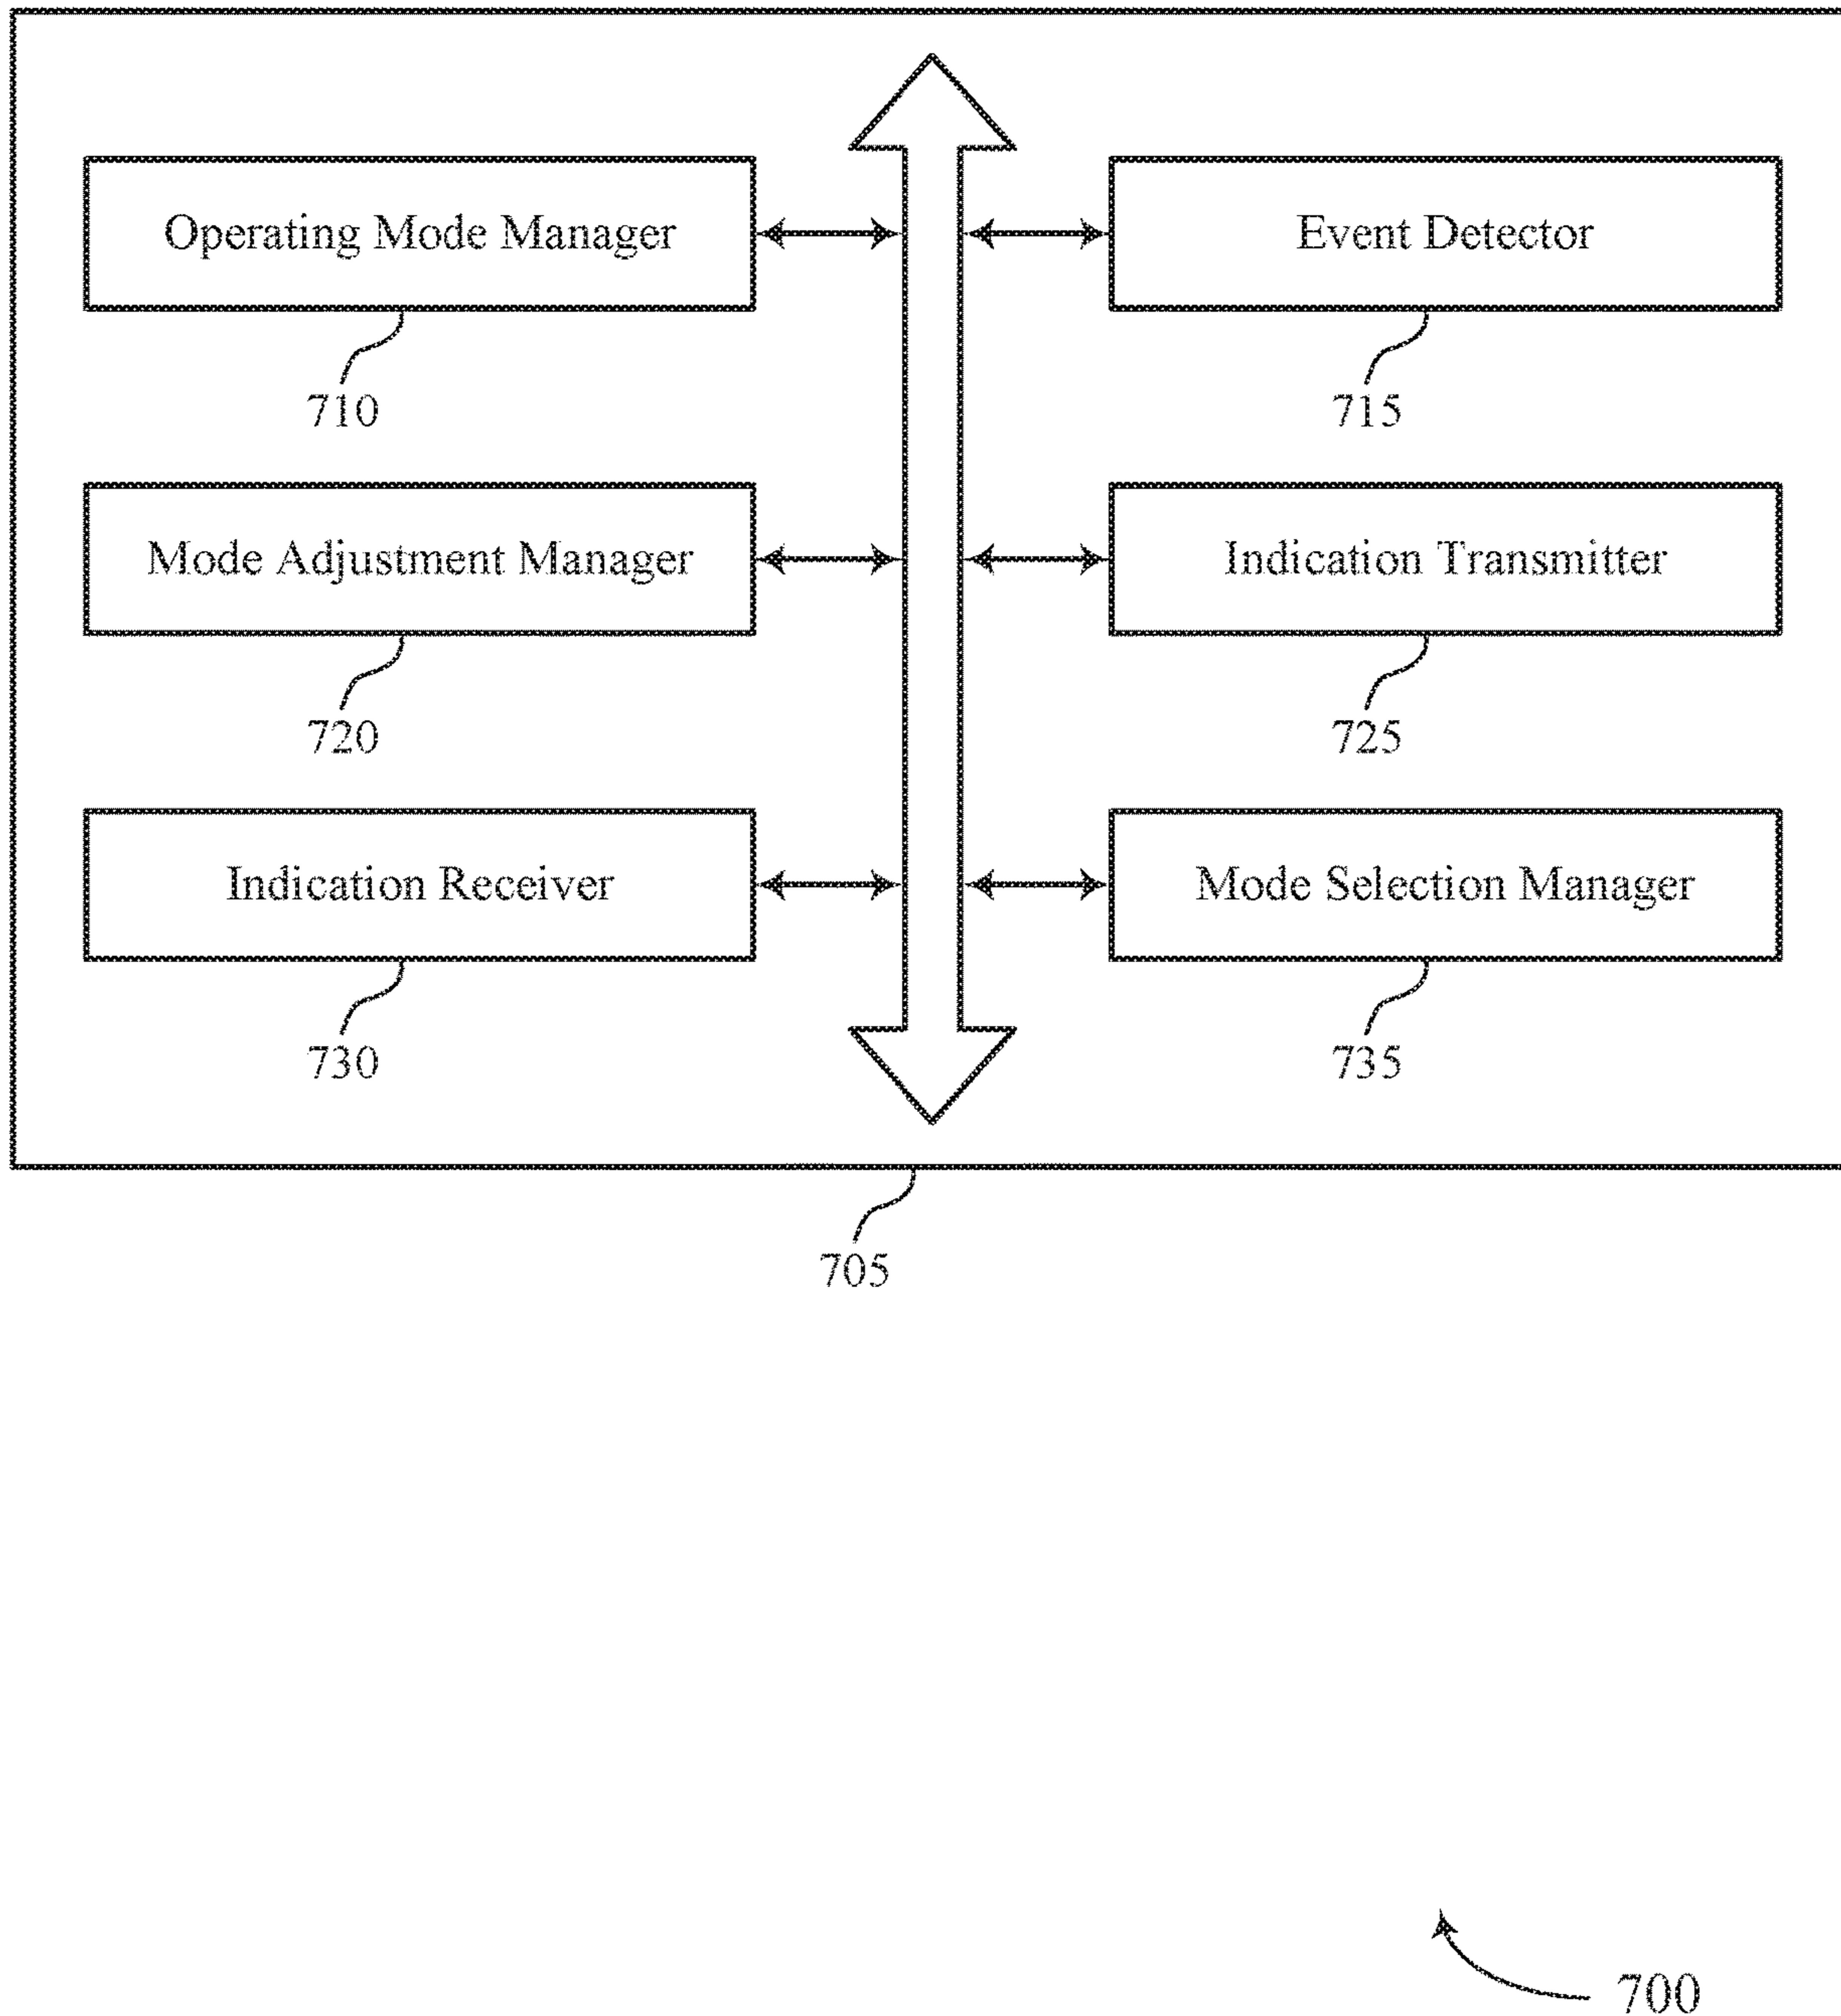 Operating Mode Manager
Event Detector
710
715
Mode Adjustment Manager
Indication Transmitter
720
725
Indication Receiver
Mode Selection Manager
730
735
705
700